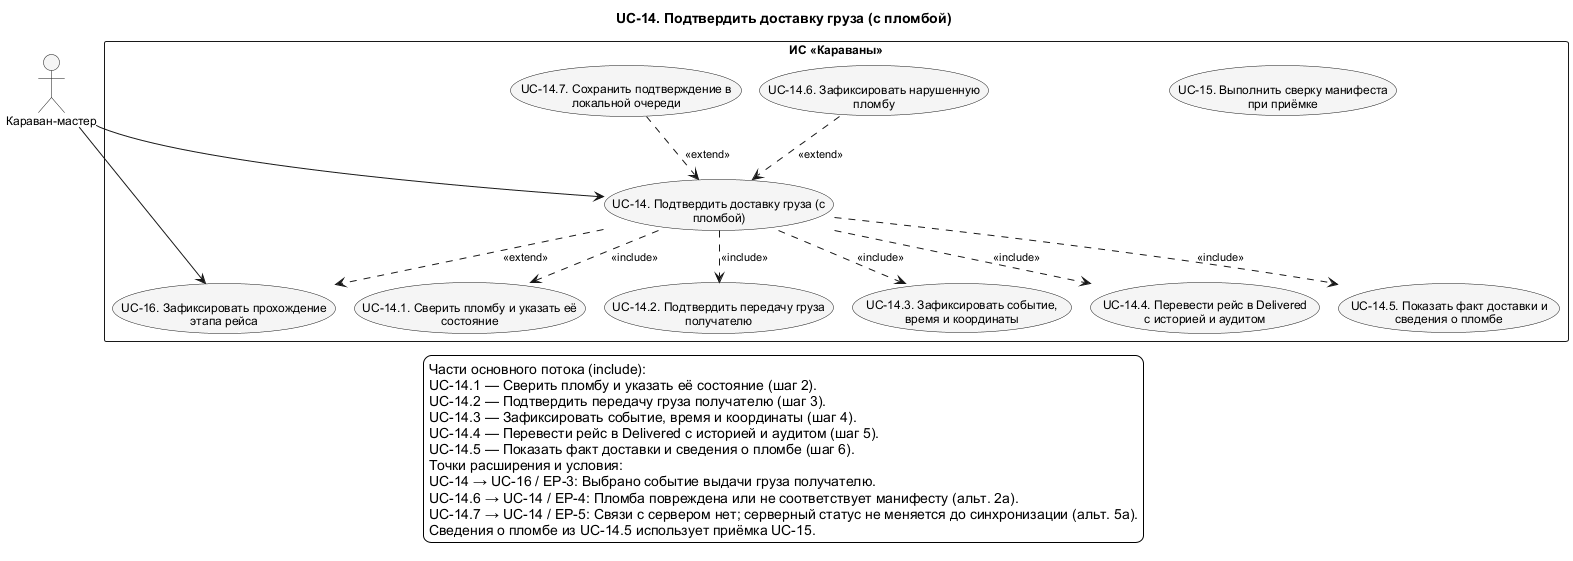 UC-14. Подтвердить доставку груза (с пломбой)
ИС «Караваны»
Караван-мастер
UC-14.7. Сохранить подтверждение в
локальной очереди
UC-14.6. Зафиксировать нарушенную
пломбу
UC-15. Выполнить сверку манифеста
при приёмке
«extend»
«extend»
UC-14. Подтвердить доставку груза (с
пломбой)
«extend»
«include»
«include»
«include»
«include»
«include»
UC-16. Зафиксировать прохождение
этапа рейса
UC-14.1. Сверить пломбу и указать её
состояние
UC-14.2. Подтвердить передачу груза
получателю
UC-14.3. Зафиксировать событие,
время и координаты
UC-14.4. Перевести рейс в Delivered
с историей и аудитом
UC-14.5. Показать факт доставки и
сведения о пломбе
Части основного потока (include):
UC-14.1 — Сверить пломбу и указать её состояние (шаг 2).
UC-14.2 — Подтвердить передачу груза получателю (шаг 3).
UC-14.3 — Зафиксировать событие, время и координаты (шаг 4).
UC-14.4 — Перевести рейс в Delivered с историей и аудитом (шаг 5).
UC-14.5 — Показать факт доставки и сведения о пломбе (шаг 6).
Точки расширения и условия:
UC-14 → UC-16 / EP-3: Выбрано событие выдачи груза получателю.
UC-14.6 → UC-14 / EP-4: Пломба повреждена или не соответствует манифесту (альт. 2a).
UC-14.7 → UC-14 / EP-5: Связи с сервером нет; серверный статус не меняется до синхронизации (альт. 5a).
Сведения о пломбе из UC-14.5 использует приёмка UC-15.